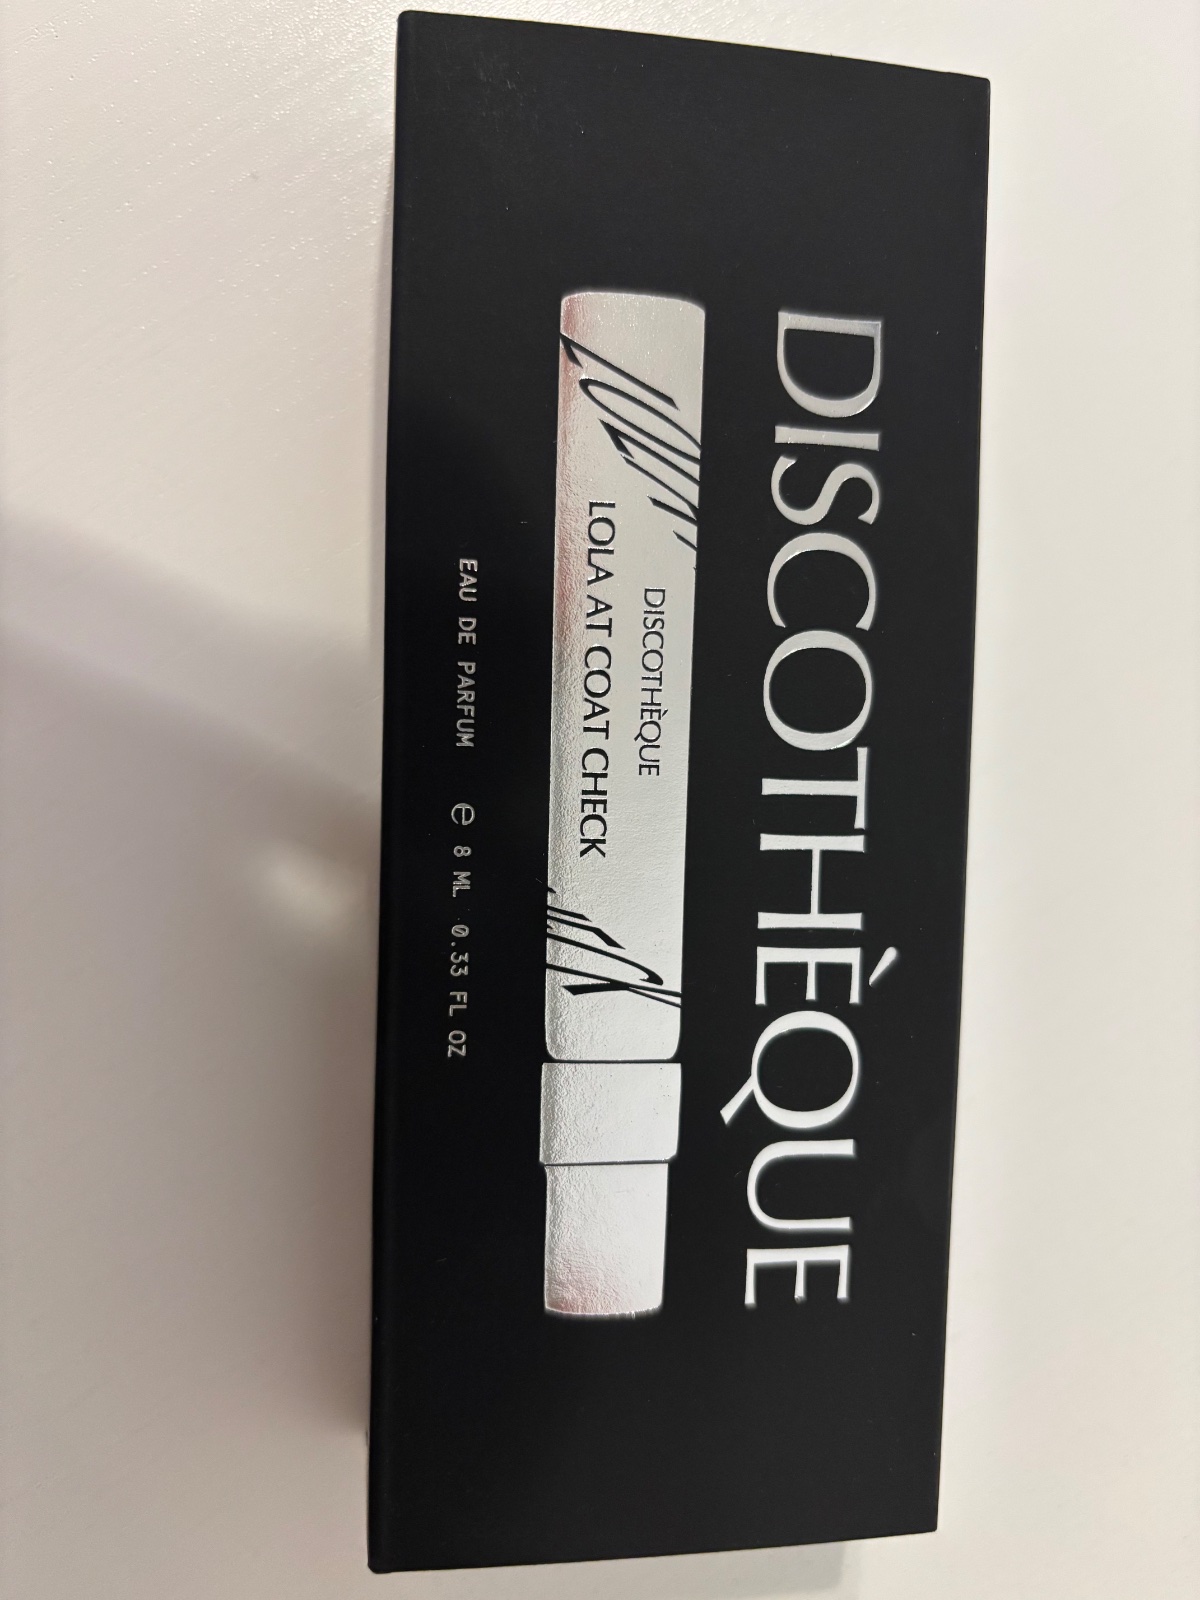 DISCOTHÈQUE
DISCOTHÈQUE
LOLA AT COAT CHECK
EAU DE PARFUM ℮ 8 ML 0.33 FL OZ